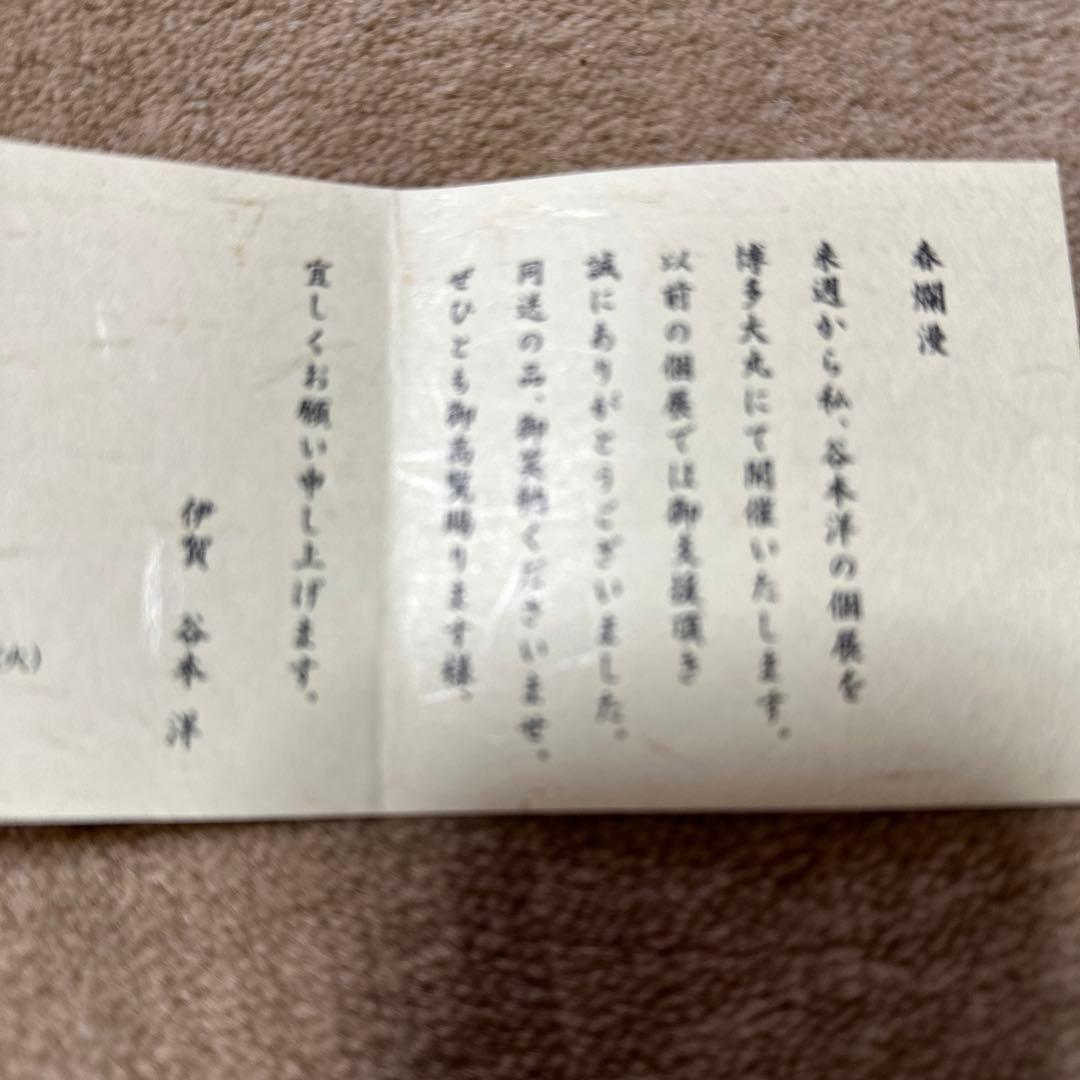 春爛漫
来週から私、谷本洋の個展を
博多大丸にて開催いたします。
以前の個展では御支援頂き
誠にありがとうございました。
同送の品、御笑納くださいませ。
ぜひとも御高覧賜ります様、
宜しくお願い申し上げます。
伊賀 谷本 洋
(火)